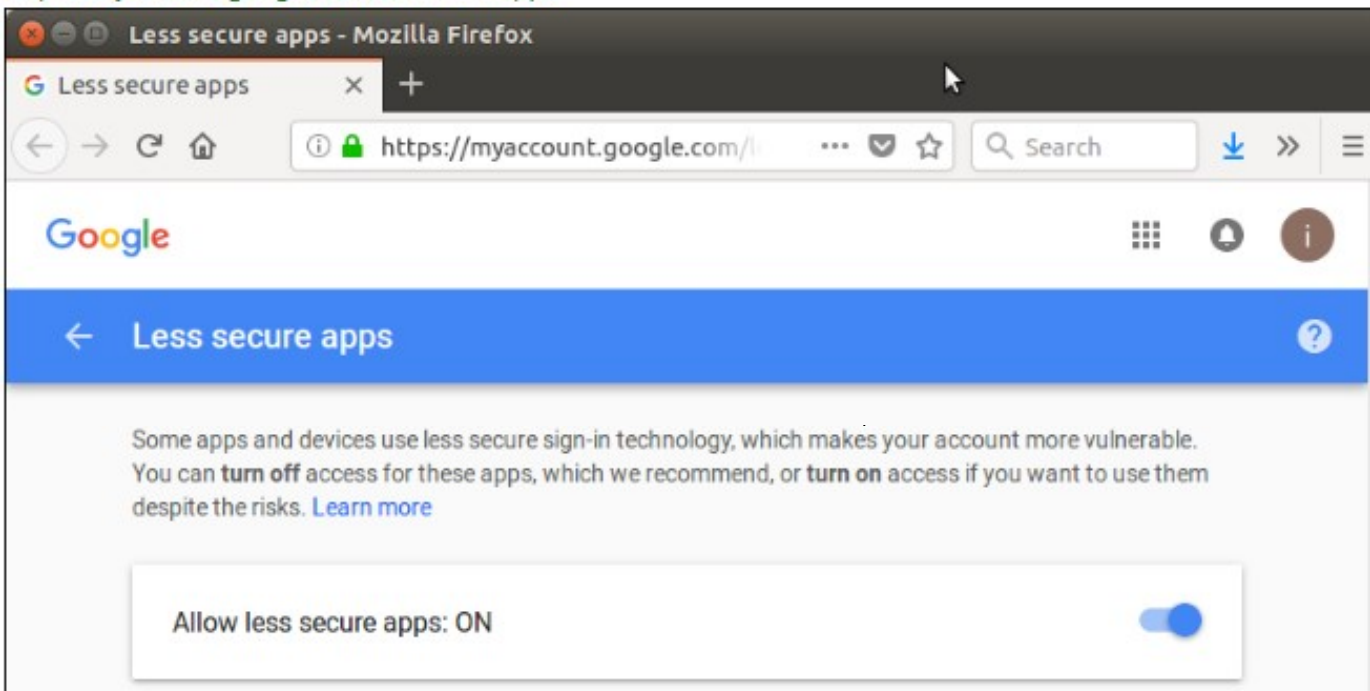 Less secure apps - Mozilla Firefox
Less secure apps
https://myaccount.google.com/
Search
Google
i
Less secure apps
?
Some apps and devices use less secure sign-in technology, which makes your account more vulnerable.
You can turn off access for these apps, which we recommend, or turn on access if you want to use them
despite the risks. Learn more
Allow less secure apps: ON